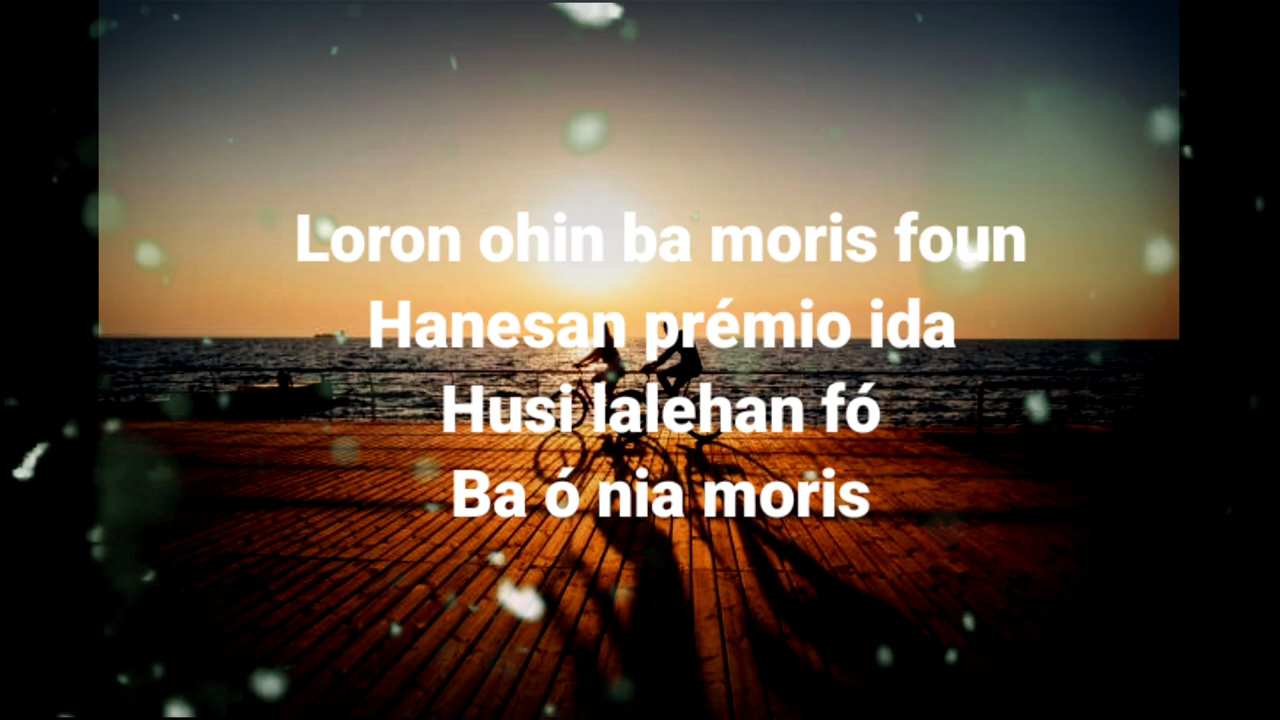 Loron ohin ba moris foun
Hanesan prémio ida
Husi lalehan fó
Ba ó nia moris